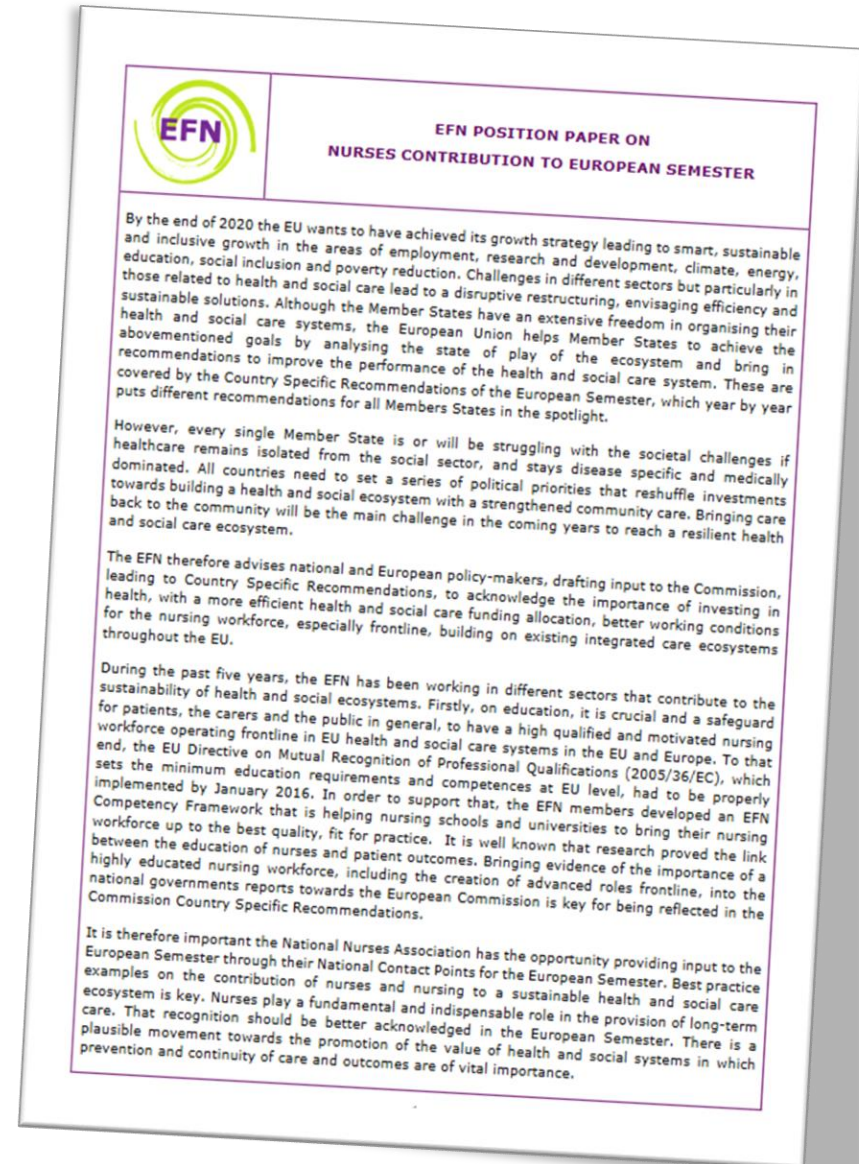 EFN
EFN POSITION PAPER ON
NURSES CONTRIBUTION TO EUROPEAN SEMESTER
By the end of 2020 the EU wants to have achieved its growth strategy leading to smart, sustainable
and inclusive growth in the areas of employment, research and development, climate, energy,
education, social inclusion and poverty reduction. Challenges in different sectors but particularly in
those related to health and social care lead to a disruptive restructuring, envisaging efficiency and
sustainable solutions. Although the Member States have an extensive freedom in organising their
health and social care systems, the European Union helps Member States to achieve the
abovementioned goals by analysing the state of play of the ecosystem and bring in
recommendations to improve the performance of the health and social care system. These are
covered by the Country Specific Recommendations of the European Semester, which year by year
puts different recommendations for all Members States in the spotlight.
However, every single Member State is or will be struggling with the societal challenges if
healthcare remains isolated from the social sector, and stays disease specific and medically
dominated. All countries need to set a series of political priorities that reshuffle investments
towards building a health and social ecosystem with a strengthened community care. Bringing care
back to the community will be the main challenge in the coming years to reach a resilient health
and social care ecosystem.
The EFN therefore advises national and European policy-makers, drafting input to the Commission,
leading to Country Specific Recommendations, to acknowledge the importance of investing in
health, with a more efficient health and social care funding allocation, better working conditions
for the nursing workforce, especially frontline, building on existing integrated care ecosystems
throughout the EU.
During the past five years, the EFN has been working in different sectors that contribute to the
sustainability of health and social ecosystems. Firstly, on education, it is crucial and a safeguard
for patients, the carers and the public in general, to have a high qualified and motivated nursing
workforce operating frontline in EU health and social care systems in the EU and Europe. To that
end, the EU Directive on Mutual Recognition of Professional Qualifications (2005/36/EC), which
sets the minimum education requirements and competences at EU level, had to be properly
implemented by January 2016. In order to support that, the EFN members developed an EFN
Competency Framework that is helping nursing schools and universities to bring their nursing
workforce up to the best quality, fit for practice. It is well known that research proved the link
between the education of nurses and patient outcomes. Bringing evidence of the importance of a
highly educated nursing workforce, including the creation of advanced roles frontline, into the
national governments reports towards the European Commission is key for being reflected in the
Commission Country Specific Recommendations.
It is therefore important the National Nurses Association has the opportunity providing input to the
European Semester through their National Contact Points for the European Semester. Best practice
examples on the contribution of nurses and nursing to a sustainable health and social care
ecosystem is key. Nurses play a fundamental and indispensable role in the provision of long-term
care. That recognition should be better acknowledged in the European Semester. There is a
plausible movement towards the promotion of the value of health and social systems in which
prevention and continuity of care and outcomes are of vital importance.